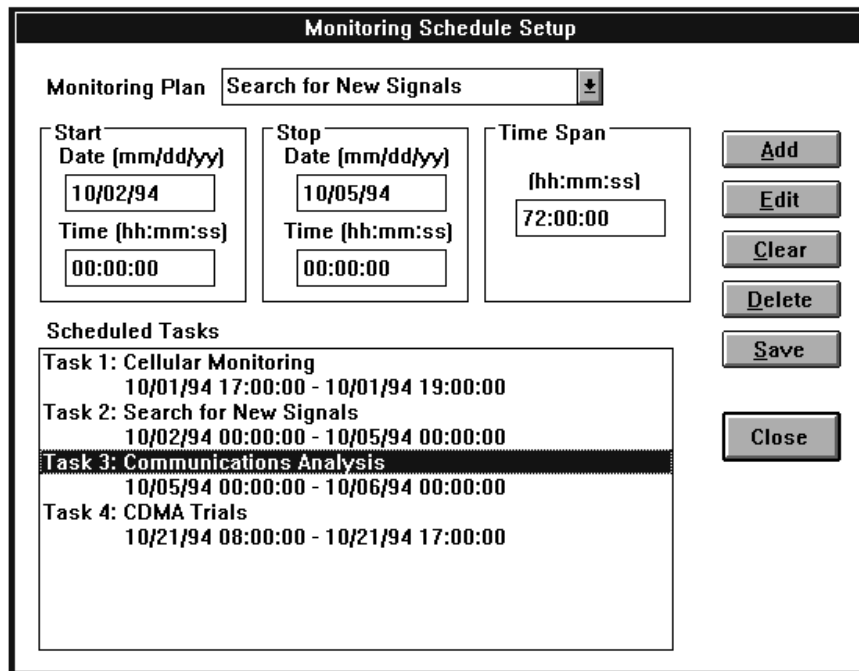 Monitoring Schedule Setup
Monitoring Plan Search for New Signals
Start
Date (mm/dd/yy)
10/02/94
Time (hh:mm:ss)
00:00:00
Stop
Date (mm/dd/yy)
10/05/94
Time (hh:mm:ss)
00:00:00
Time Span
(hh:mm:ss)
72:00:00
Add
Edit
Clear
Delete
Save
Close
Scheduled Tasks
Task 1: Cellular Monitoring
10/01/94 17:00:00 - 10/01/94 19:00:00
Task 2: Search for New Signals
10/02/94 00:00:00 - 10/05/94 00:00:00
Task 3: Communications Analysis
10/05/94 00:00:00 - 10/06/94 00:00:00
Task 4: CDMA Trials
10/21/94 08:00:00 - 10/21/94 17:00:00